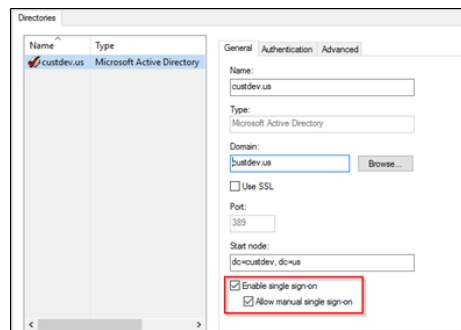 Directories
Name Type
custdev.us Microsoft Active Directory
General Authentication Advanced
Name:
custdev.us
Type:
Microsoft Active Directory
Domain:
custdev.us Browse...
Use SSL
Port:
389
Start node:
dc=custdev, dc=us
Enable single sign-on
Allow manual single sign-on